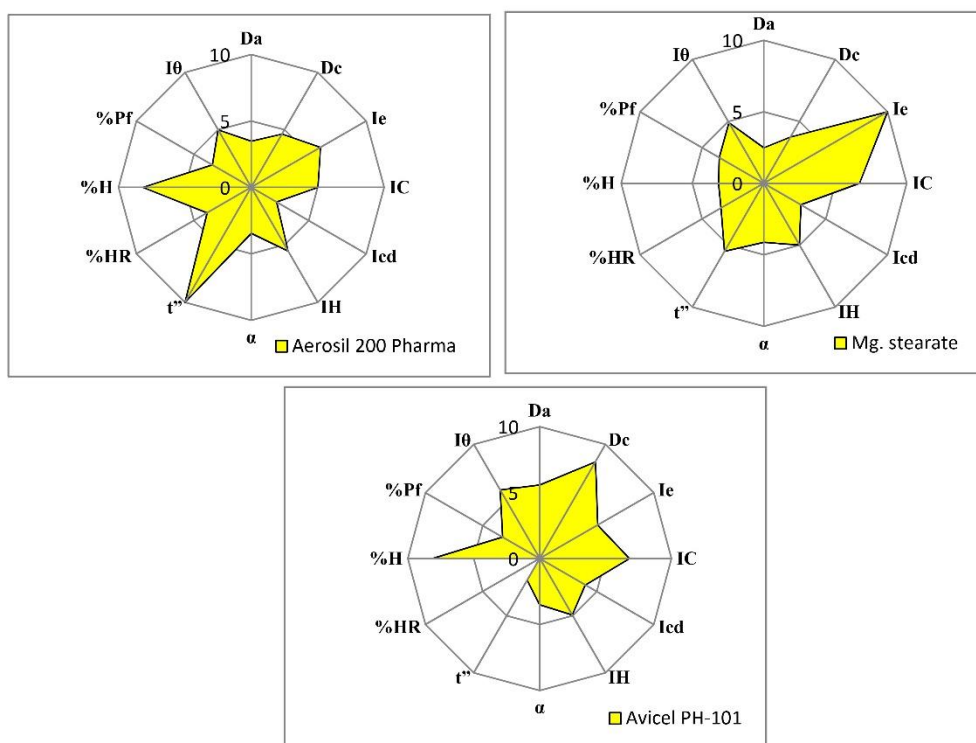 Da
10
Dc
Iθ
Ie
%Pf
5
%H
0
IC
%HR
Icd
t”
IH
α
Aerosil 200 Pharma
Da
10
Dc
Iθ
Ie
%Pf
5
%H
0
IC
%HR
Icd
t”
IH
α
Mg. stearate
Da
10
Dc
Iθ
Ie
%Pf
5
%H
0
IC
%HR
Icd
t”
IH
α
Avicel PH-101